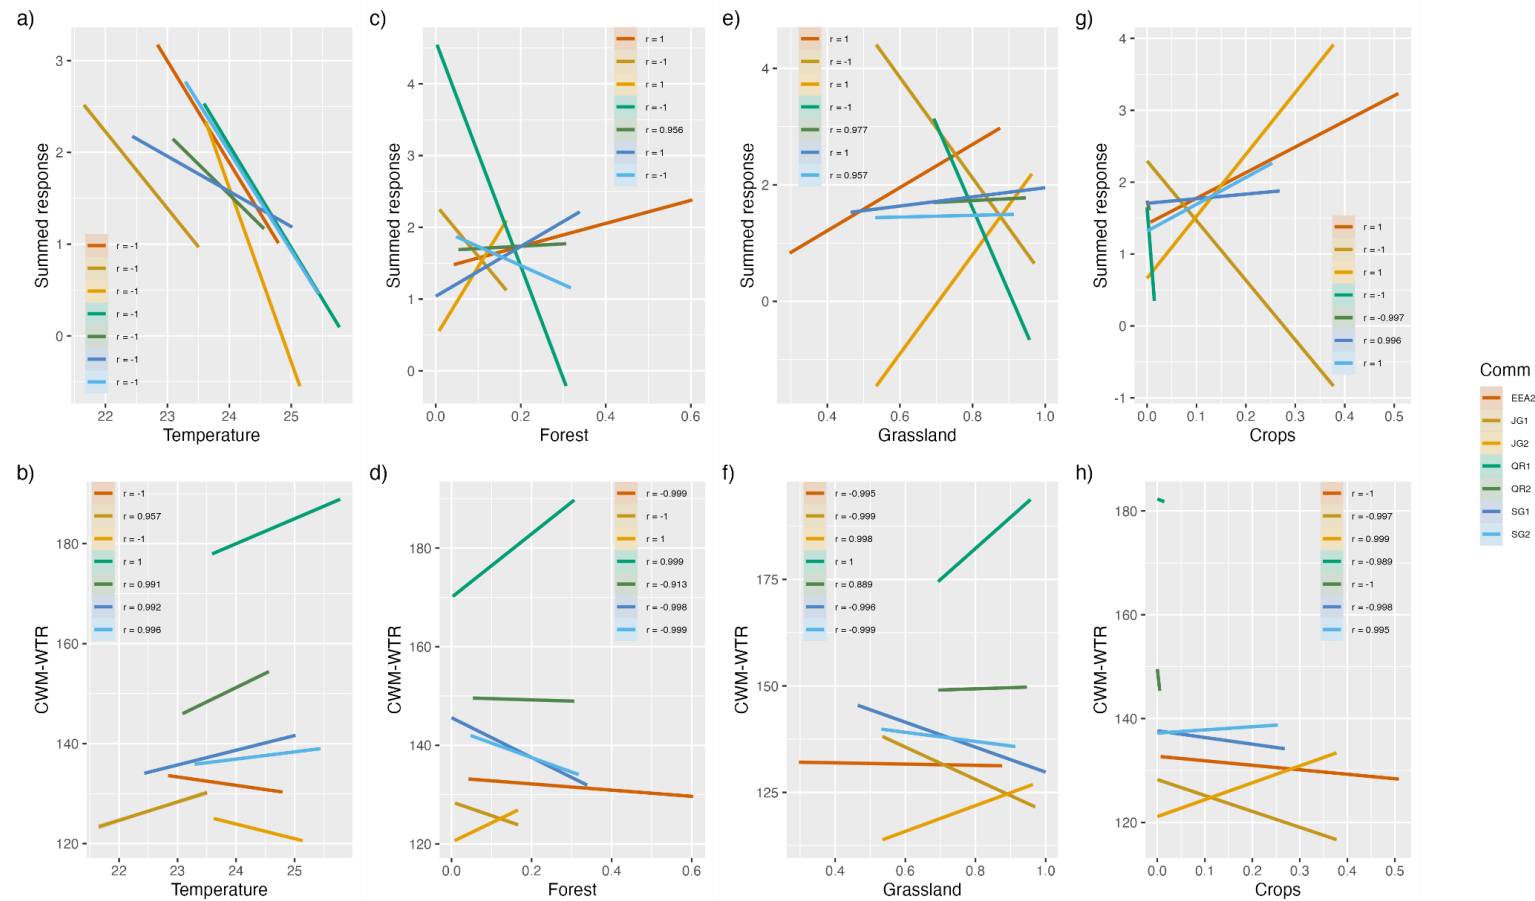 a)
3
2
1
0
Summed response
r = -1
r = -1
r = -1
r = -1
r = -1
r = -1
r = -1
22 23 24 25
Temperature
c)
4
3
2
1
0
Summed response
r = 1
r = -1
r = 1
r = -1
r = 0.956
r = 1
r = -1
0.0 0.2 0.4 0.6
Forest
e)
4
2
0
Summed response
r = 1
r = -1
r = 1
r = -1
r = 0.977
r = 1
r = 0.957
0.4 0.6 0.8 1.0
Grassland
g)
4
3
2
1
0
-1
Summed response
r = 1
r = -1
r = 1
r = -1
r = -0.997
r = 0.996
r = 1
0.0 0.1 0.2 0.3 0.4 0.5
Crops
b)
180
160
140
120
CWM-WTR
r = -1
r = 0.957
r = -1
r = 1
r = 0.991
r = 0.992
r = 0.996
22 23 24 25
Temperature
d)
180
160
140
120
CWM-WTR
r = -0.999
r = -1
r = 1
r = 0.999
r = -0.913
r = -0.998
r = -0.999
0.0 0.2 0.4 0.6
Forest
f)
175
150
125
CWM-WTR
r = -0.995
r = -0.999
r = 0.998
r = 1
r = 0.889
r = -0.996
r = -0.999
0.4 0.6 0.8 1.0
Grassland
h)
180
160
140
120
CWM-WTR
r = -1
r = -0.997
r = 0.999
r = -0.989
r = -1
r = -0.998
r = 0.995
0.0 0.1 0.2 0.3 0.4 0.5
Crops
Comm
EEA2
JG1
JG2
QR1
QR2
SG1
SG2